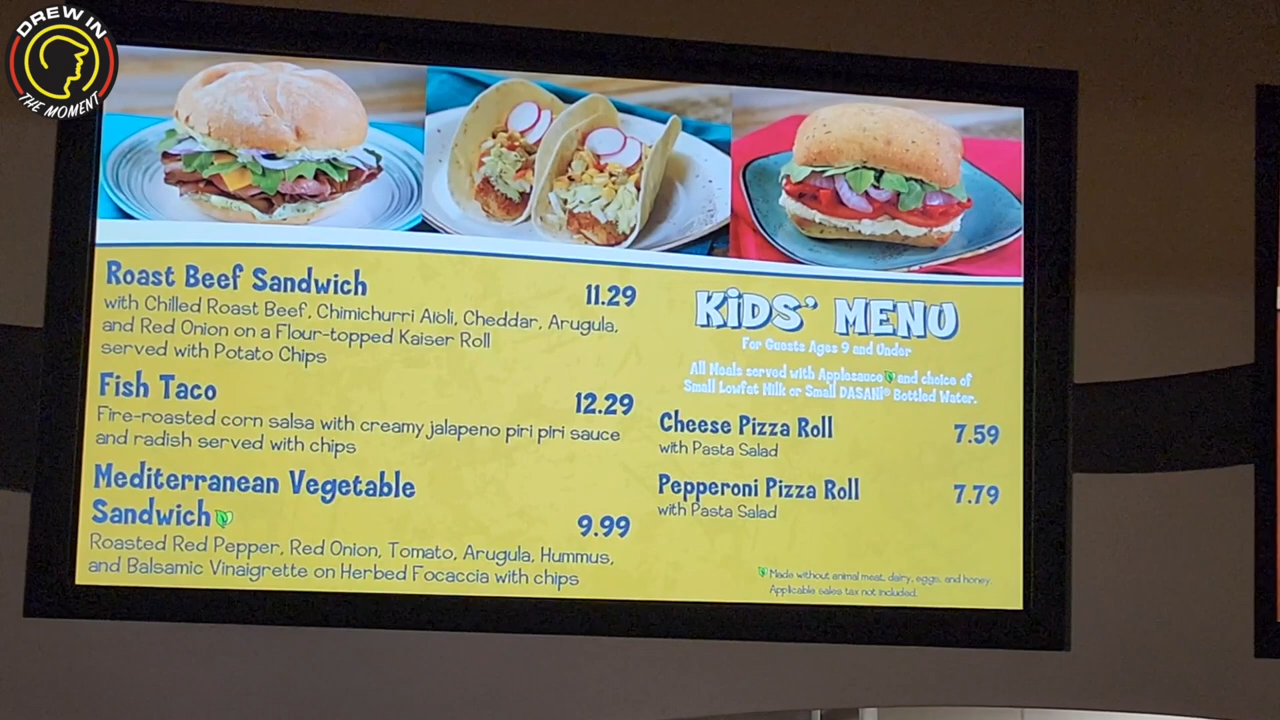 DREW IN
THE MOMENT
Roast Beef Sandwich 11.29
with Chilled Roast Beef, Chimichurri Aioli, Cheddar, Arugula,
and Red Onion on a Flour-topped Kaiser Roll
served with Potato Chips
Fish Taco 12.29
Fire-roasted corn salsa with creamy jalapeno piri piri sauce
and radish served with chips
Mediterranean Vegetable
Sandwich 9.99
Roasted Red Pepper, Red Onion, Tomato, Arugula, Hummus,
and Balsamic Vinaigrette on Herbed Focaccia with chips
KiDS' MENU
For Guests Ages 9 and Under
All Meals served with Applesauce and choice of
Small Lowfat Milk or Small DASANI® Bottled Water.
Cheese Pizza Roll 7.59
with Pasta Salad
Pepperoni Pizza Roll 7.79
with Pasta Salad
Made without animal meat, dairy, eggs, and honey.
Applicable sales tax not included.